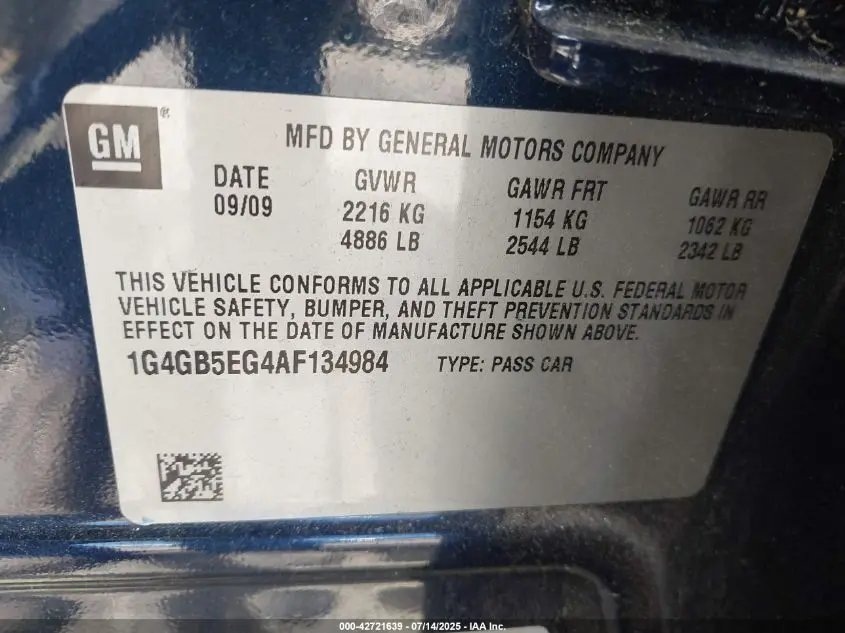 GM ®
MFD BY GENERAL MOTORS COMPANY
DATE GVWR GAWR FRT GAWR RR
09/09 2216 KG 1154 KG 1062 KG
4886 LB 2544 LB 2342 LB
THIS VEHICLE CONFORMS TO ALL APPLICABLE U.S. FEDERAL MOTOR
VEHICLE SAFETY, BUMPER, AND THEFT PREVENTION STANDARDS IN
EFFECT ON THE DATE OF MANUFACTURE SHOWN ABOVE.
1G4GB5EG4AF134984 TYPE: PASS CAR
000-42721639 - 07/14/2025 - IAA Inc.